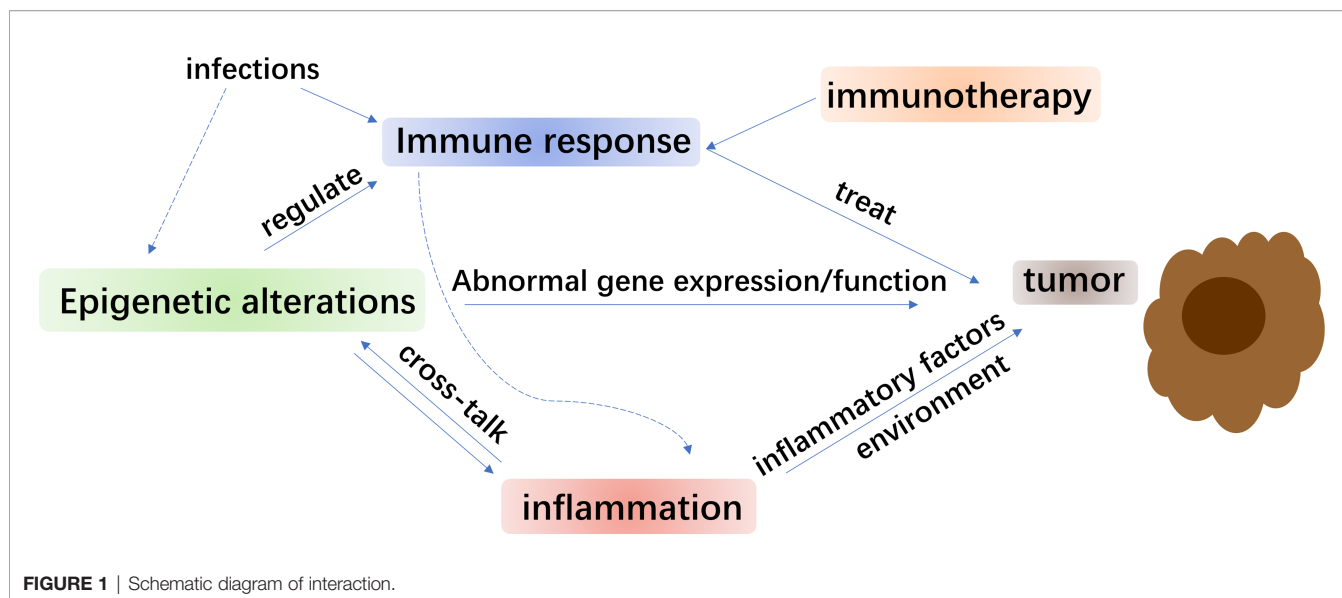 infections
immunotherapy
Immune response
regulate
treat
Abnormal gene expression/function
tumor
Epigenetic alterations
cross-talk
inflammatory factors
environment
inflammation
FIGURE 1 | Schematic diagram of interaction.